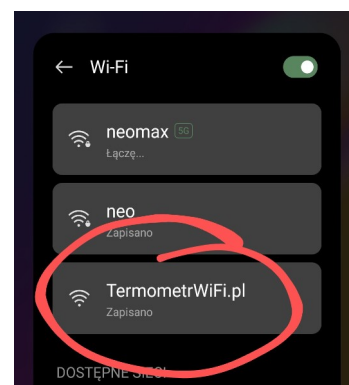 ← Wi-Fi
neomax 5G
Łączę...
neo
Zapisano
TermometrWiFi.pl
Zapisano
DOSTĘPNE SIECI